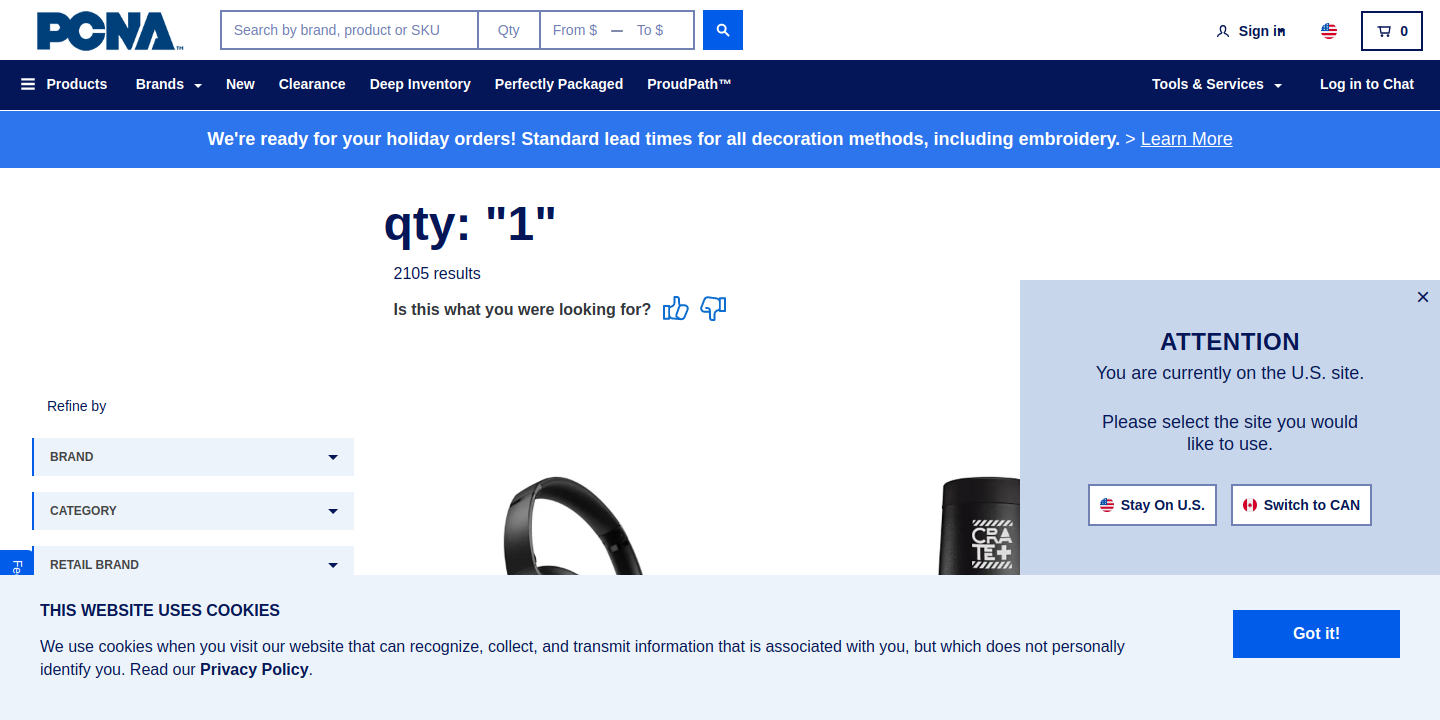 PCNA™
Search by brand, product or SKU
Qty
From $ — To $
Sign in
0
Products
Brands
New
Clearance
Deep Inventory
Perfectly Packaged
ProudPath™
Tools & Services
Log in to Chat
We're ready for your holiday orders! Standard lead times for all decoration methods, including embroidery. > Learn More
qty: "1"
2105 results
Is this what you were looking for?
×
ATTENTION
You are currently on the U.S. site.
Please select the site you would
like to use.
Stay On U.S.
Switch to CAN
Refine by
BRAND
CATEGORY
RETAIL BRAND
CRATE+
THIS WEBSITE USES COOKIES
We use cookies when you visit our website that can recognize, collect, and transmit information that is associated with you, but which does not personally
identify you. Read our Privacy Policy.
Got it!